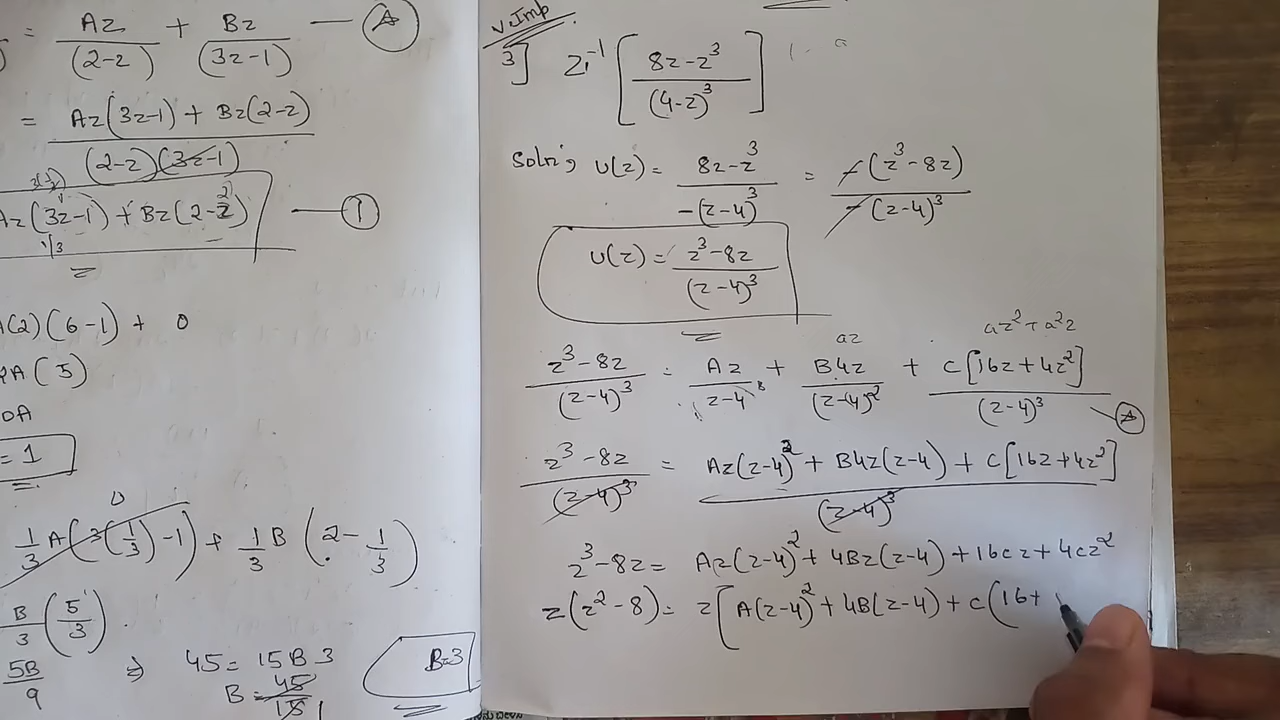 = Az/(2-z) + Bz/(3z-1) — Ⓐ
= Az(3z-1) + Bz(2-z) / (2-z)(3z-1)
Az(3z-1) + Bz(2-z) — ①
1/3
A(2)(6-1) + 0
2A(5)
0A
= 1
0
1/3 A(3(1/3)-1) + 1/3 B(2 - 1/3)
B/3 (5/3)
5B/9 ⇒ 45 = 15B 3
B = 45/15
B=3
V.Imp
3] Z⁻¹[8z-z³/(4-z)³]
Soln; U(z) = 8z-z³/-(z-4)³ = -(z³-8z)/-(z-4)³
U(z) = z³-8z/(z-4)³
az az²+a²z
z³-8z/(z-4)³ = Az/z-4 + B4z/(z-4)² + C[16z+4z²]/(z-4)³ — Ⓐ
z³-8z/(z-4)³ = Az(z-4)² + B4z(z-4) + C[16z+4z²]/(z-4)³
z³-8z = Az(z-4)² + 4Bz(z-4) + 16cz + 4cz²
z(z²-8) = z[A(z-4)² + 4B(z-4) + C(16+